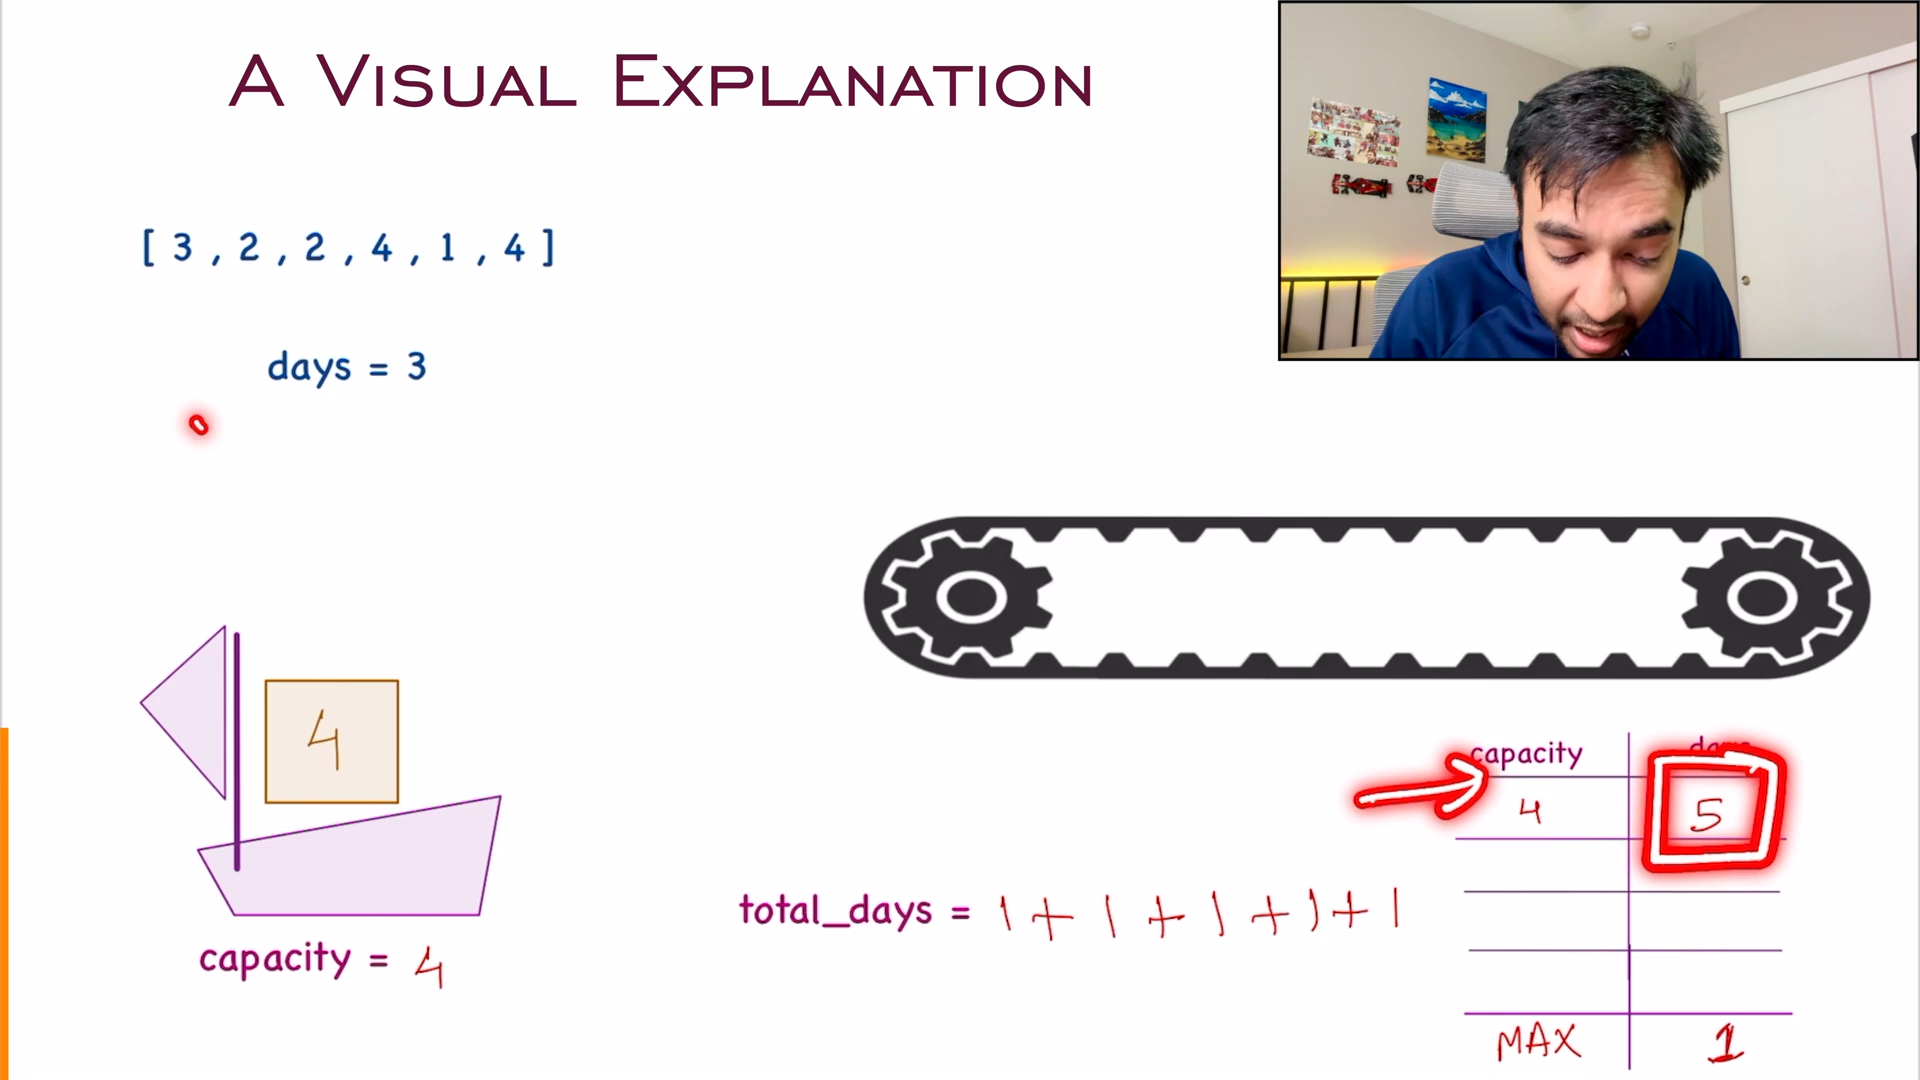 A VISUAL EXPLANATION
[ 3 , 2 , 2 , 4 , 1 , 4 ]
days = 3
4
capacity = 4
total_days = 1 + 1 + 1 + 1 + 1
capacity days
4 5
MAX 1